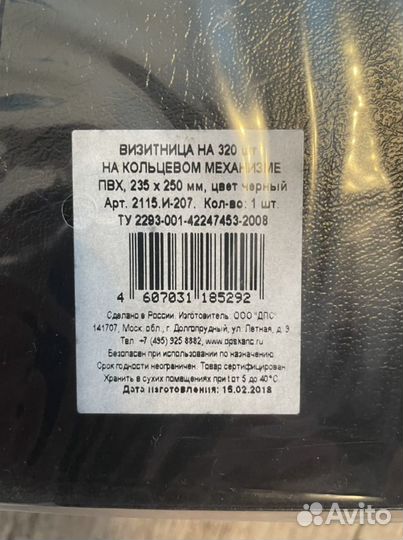 ВИЗИТНИЦА НА 320 шт.
НА КОЛЬЦЕВОМ МЕХАНИЗМЕ
ПВХ, 235 х 250 мм, цвет черный
Арт. 2115.И-207. Кол-во: 1 шт.
ТУ 2293-001-42247453-2008
4 607031 185292
Сделано в России. Изготовитель: ООО "ДПС"
141707, Моск. обл., г. Долгопрудный, ул. Летная, д. 9
Тел. +7 (495) 925 8882, www.dpskanc.ru
Безопасен при использовании по назначению.
Срок годности неограничен. Товар сертифицирован
Хранить в сухих помещениях при t от 5 до 40°С
Дата изготовления: 15.02.2018
Avito